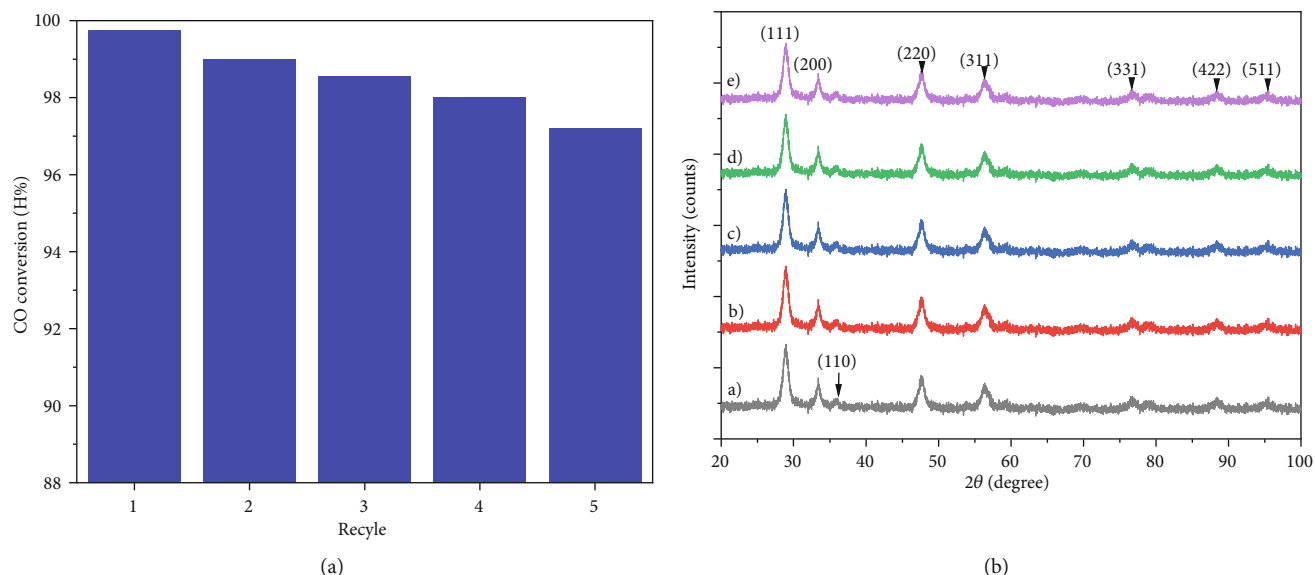 100
98
96
94
92
90
88
CO conversion (H%)
1 2 3 4 5
Recyle
(a)
(111)
(200)
(220)
(311)
(331)
(422)
(511)
e)
d)
c)
b)
a)
(110)
Intensity (counts)
20 30 40 50 60 70 80 90 100
2θ (degree)
(b)